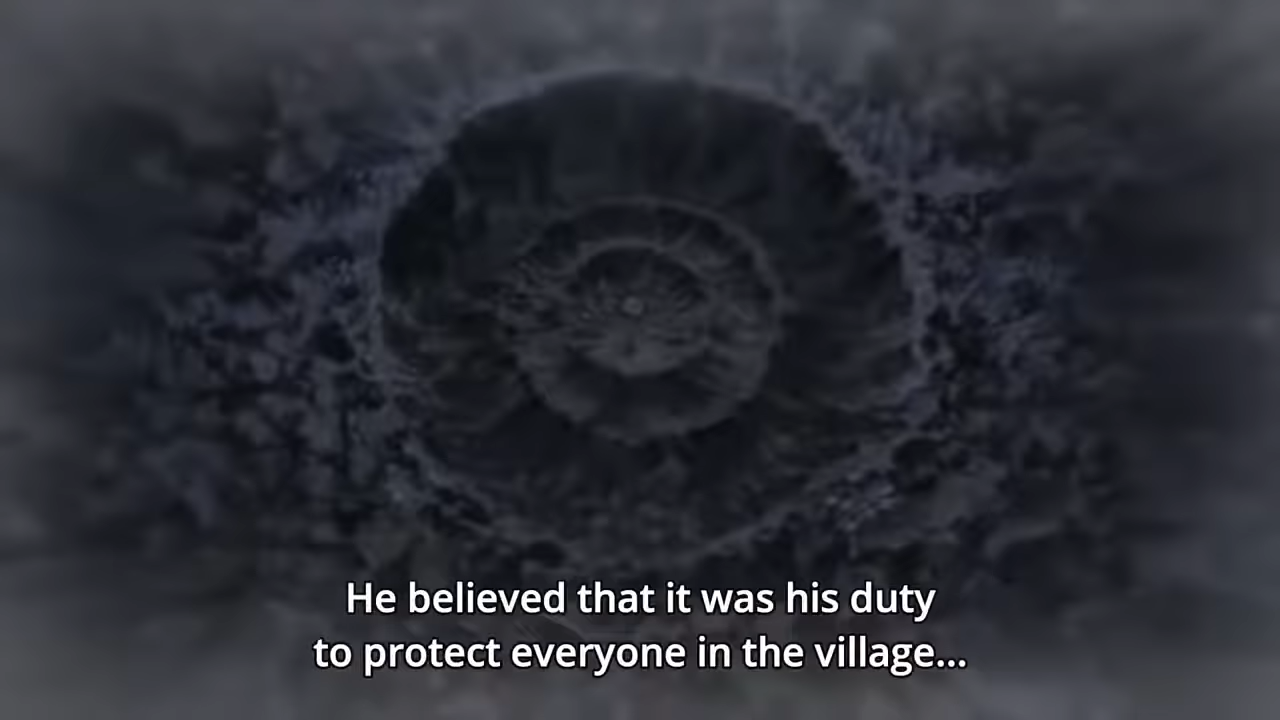 He believed that it was his duty
to protect everyone in the village...